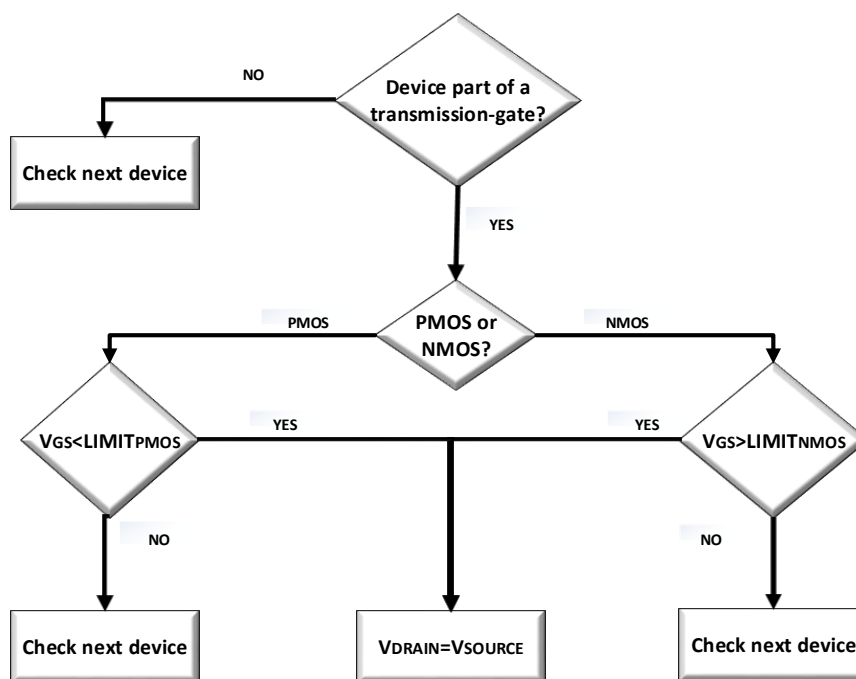 NO
Device part of a
transmission-gate?
Check next device
YES
PMOS
PMOS or
NMOS?
NMOS
VGS<LIMITPMOS
YES
YES
VGS>LIMITNMOS
NO
NO
Check next device
VDRAIN=VSOURCE
Check next device